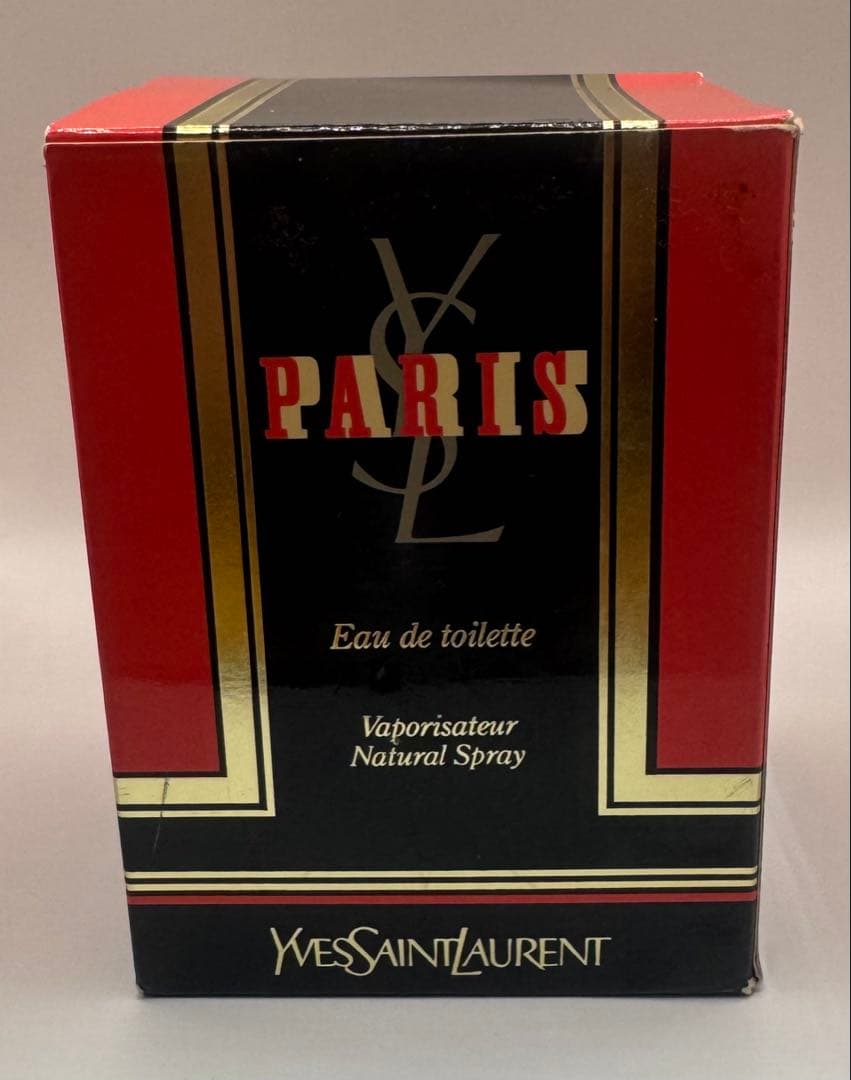 YSL
PARIS
Eau de toilette
Vaporisateur
Natural Spray
YVESSAINTLAURENT